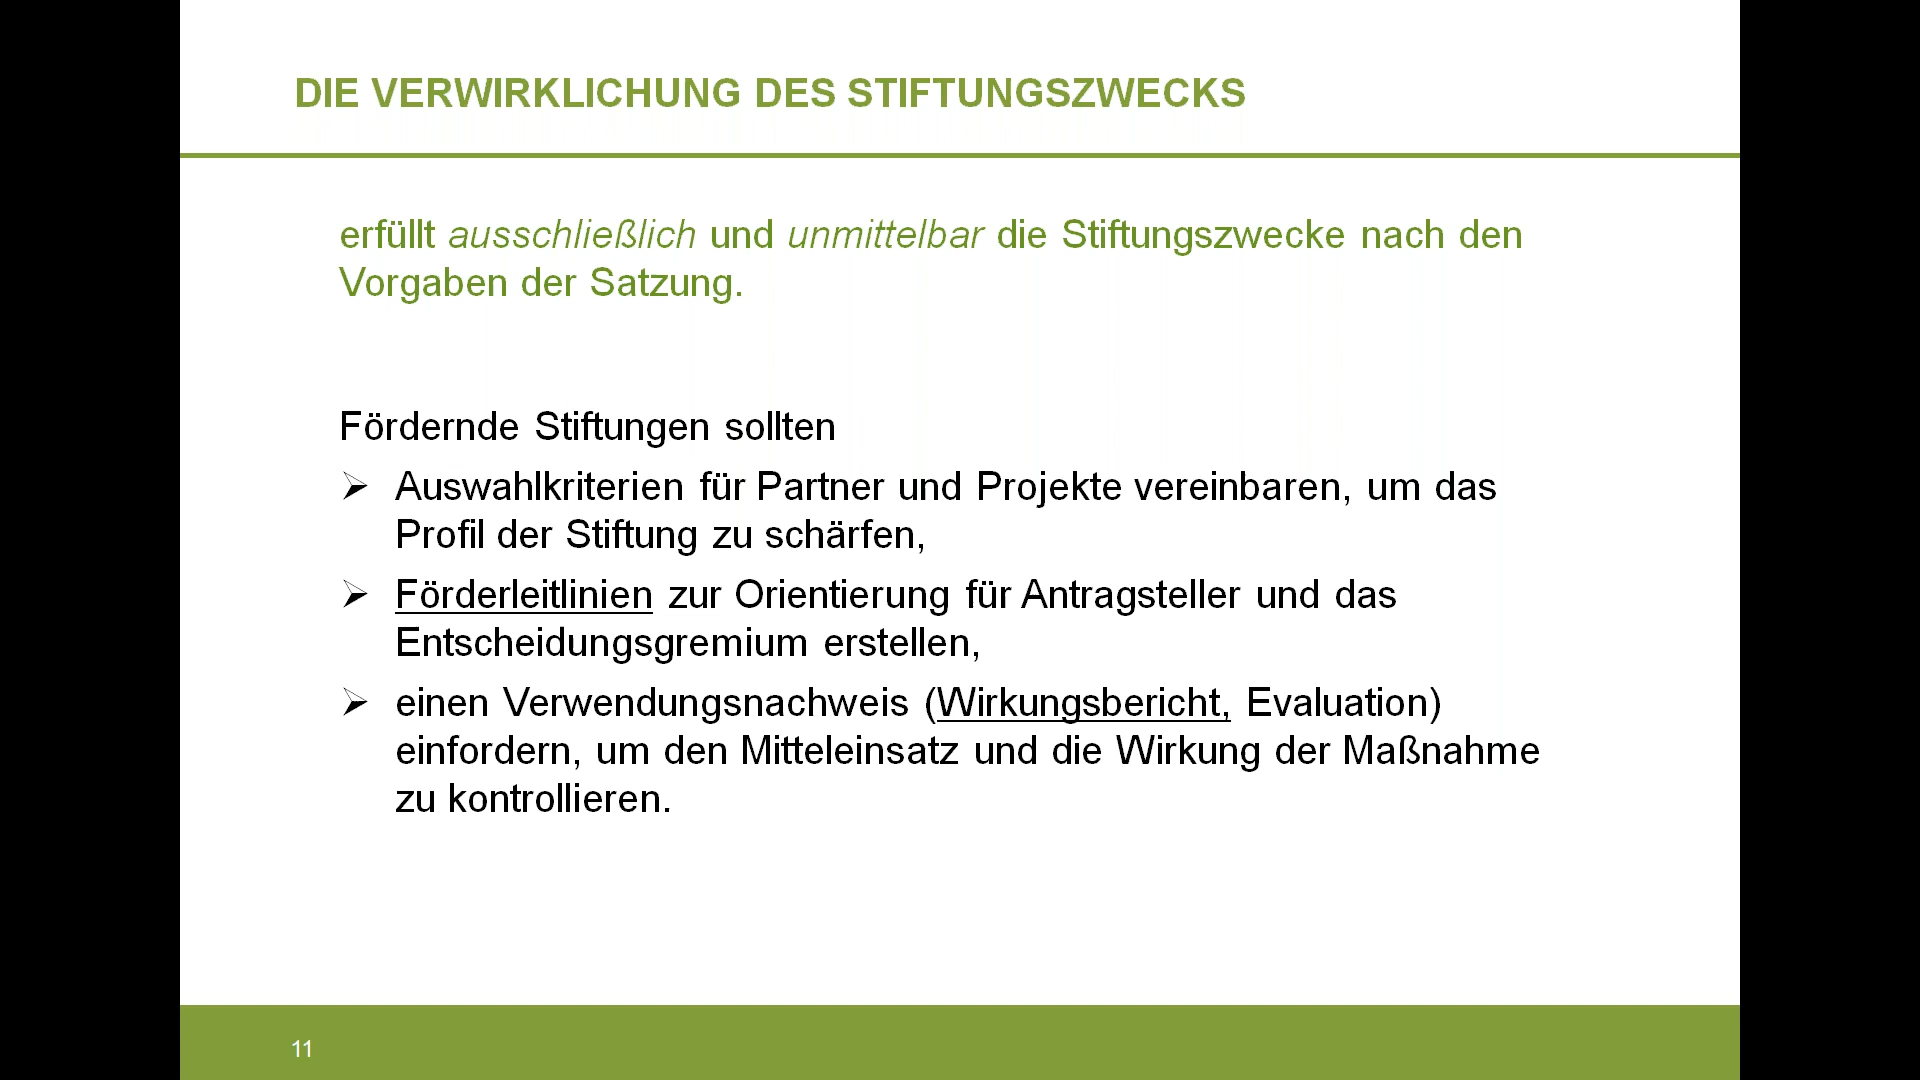 DIE VERWIRKLICHUNG DES STIFTUNGSZWECKS
erfüllt ausschließlich und unmittelbar die Stiftungszwecke nach den
Vorgaben der Satzung.
Fördernde Stiftungen sollten
➢ Auswahlkriterien für Partner und Projekte vereinbaren, um das
Profil der Stiftung zu schärfen,
➢ Förderleitlinien zur Orientierung für Antragsteller und das
Entscheidungsgremium erstellen,
➢ einen Verwendungsnachweis (Wirkungsbericht, Evaluation)
einfordern, um den Mitteleinsatz und die Wirkung der Maßnahme
zu kontrollieren.
11